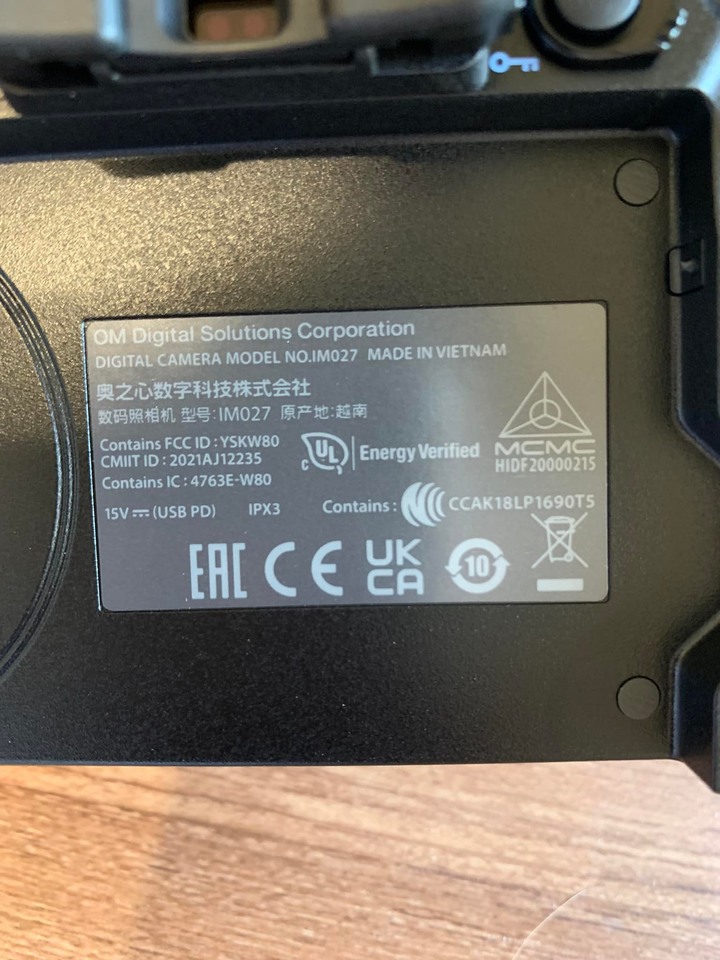 OM Digital Solutions Corporation
DIGITAL CAMERA MODEL NO.IM027 MADE IN VIETNAM
奥之心数字科技株式会社
数码照相机 型号:IM027 原产地:越南
Contains FCC ID : YSKW80
CMIIT ID : 2021AJ12235
Contains IC : 4763E-W80
c UL Energy Verified
MCMC
HIDF20000215
15V ⎓ (USB PD) IPX3 Contains : CCAK18LP1690T5
EAC CE UK
CA 10